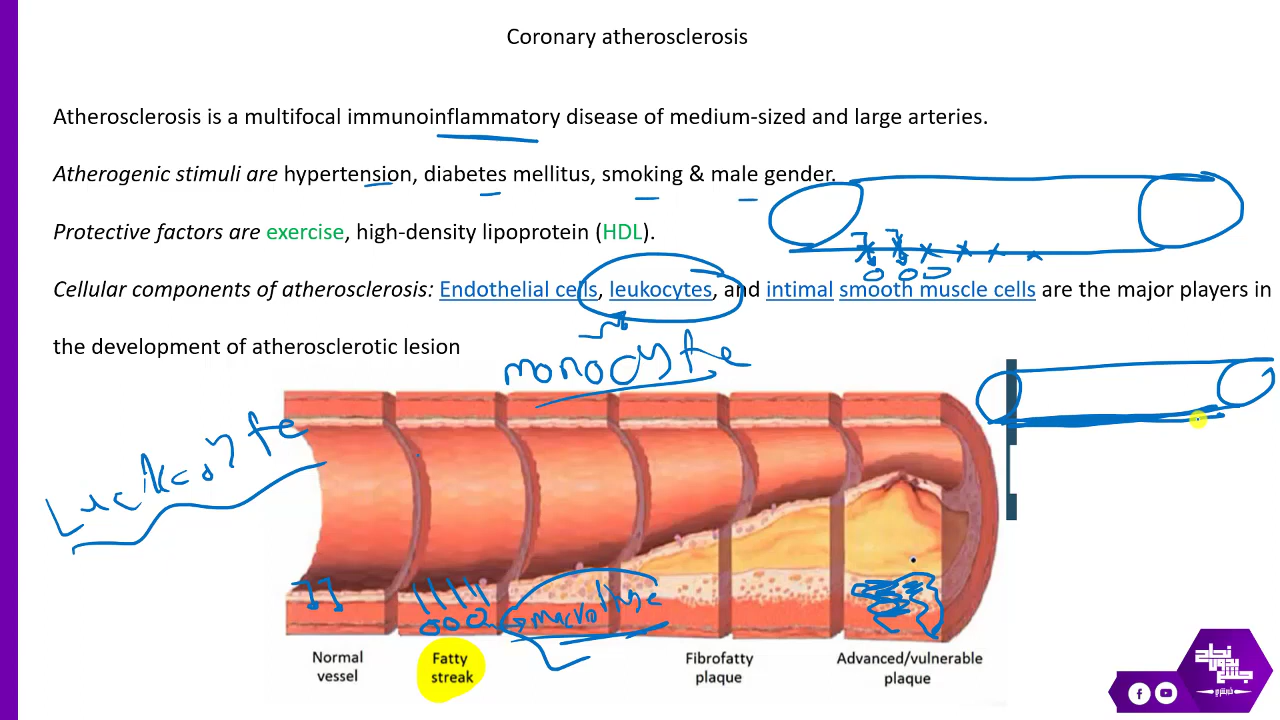 Coronary atherosclerosis
Atherosclerosis is a multifocal immunoinflammatory disease of medium-sized and large arteries.
Atherogenic stimuli are hypertension, diabetes mellitus, smoking & male gender.
Protective factors are exercise, high-density lipoprotein (HDL).
Cellular components of atherosclerosis: Endothelial cells, leukocytes, and intimal smooth muscle cells are the major players in
the development of atherosclerotic lesion
monocyte
Normal
vessel
Fatty
streak
Fibrofatty
plaque
Advanced/vulnerable
plaque